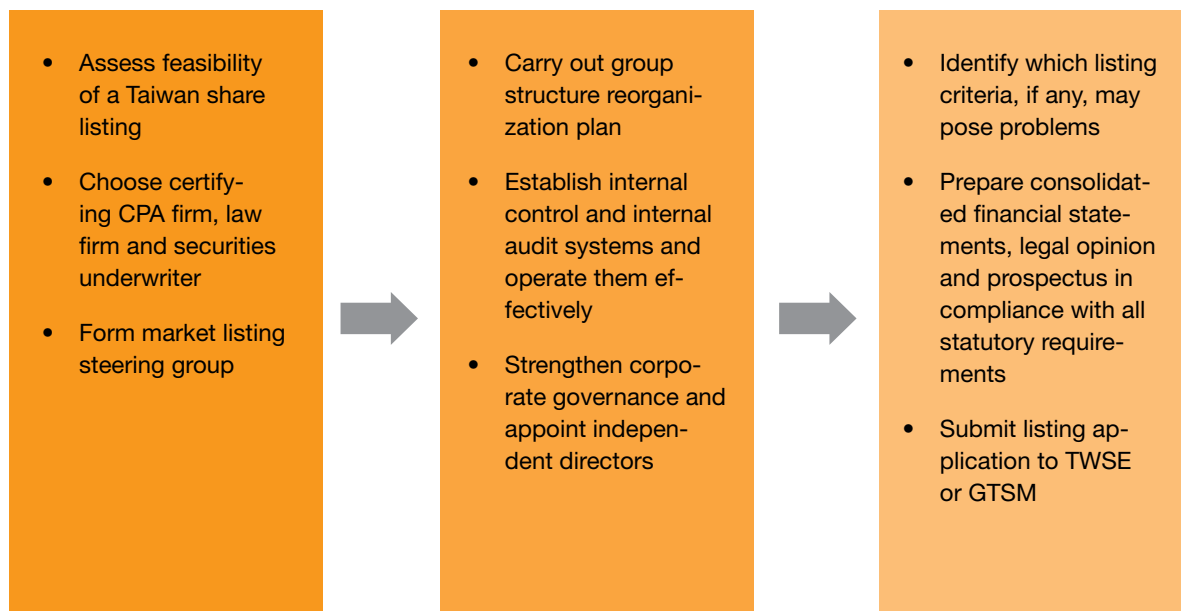 • Assess feasibility
of a Taiwan share
listing
• Choose certify-
ing CPA firm, law
firm and securities
underwriter
• Form market listing
steering group
• Carry out group
structure reorgani-
zation plan
• Establish internal
control and internal
audit systems and
operate them ef-
fectively
• Strengthen corpo-
rate governance and
appoint indepen-
dent directors
• Identify which listing
criteria, if any, may
pose problems
• Prepare consolidat-
ed financial state-
ments, legal opinion
and prospectus in
compliance with all
statutory require-
ments
• Submit listing ap-
plication to TWSE
or GTSM